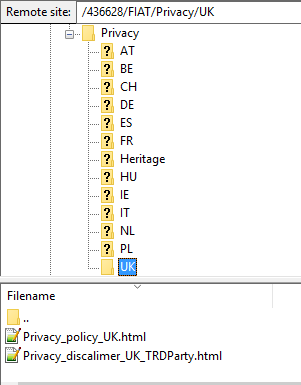 Remote site: /436628/FIAT/Privacy/UK
Privacy
? AT
? BE
? CH
? DE
? ES
? FR
? Heritage
? HU
? IE
? IT
? NL
? PL
UK
Filename
..
Privacy_policy_UK.html
Privacy_discalimer_UK_TRDParty.html